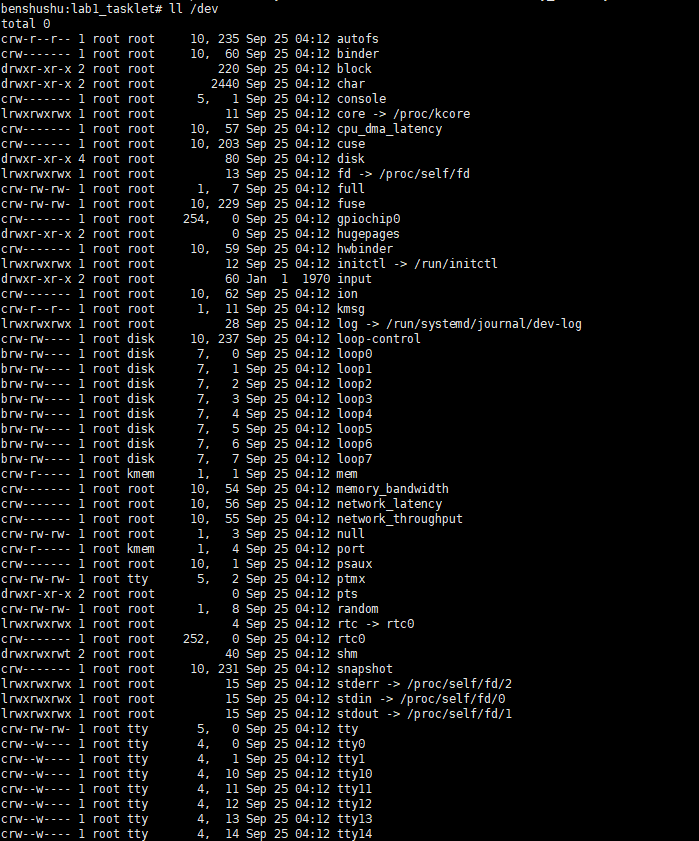 benshushu:lab1_tasklet# ll /dev
total 0
crw-r--r-- 1 root root     10, 235 Sep 25 04:12 autofs
crw------- 1 root root     10,  60 Sep 25 04:12 binder
drwxr-xr-x 2 root root         220 Sep 25 04:12 block
drwxr-xr-x 2 root root        2440 Sep 25 04:12 char
crw------- 1 root root      5,   1 Sep 25 04:12 console
lrwxrwxrwx 1 root root          11 Sep 25 04:12 core -> /proc/kcore
crw------- 1 root root     10,  57 Sep 25 04:12 cpu_dma_latency
crw------- 1 root root     10, 203 Sep 25 04:12 cuse
drwxr-xr-x 4 root root          80 Sep 25 04:12 disk
lrwxrwxrwx 1 root root          13 Sep 25 04:12 fd -> /proc/self/fd
crw-rw-rw- 1 root root      1,   7 Sep 25 04:12 full
crw-rw-rw- 1 root root     10, 229 Sep 25 04:12 fuse
crw------- 1 root root    254,   0 Sep 25 04:12 gpiochip0
drwxr-xr-x 2 root root           0 Sep 25 04:12 hugepages
crw------- 1 root root     10,  59 Sep 25 04:12 hwbinder
lrwxrwxrwx 1 root root          12 Sep 25 04:12 initctl -> /run/initctl
drwxr-xr-x 2 root root          60 Jan  1  1970 input
crw------- 1 root root     10,  62 Sep 25 04:12 ion
crw-r--r-- 1 root root      1,  11 Sep 25 04:12 kmsg
lrwxrwxrwx 1 root root          28 Sep 25 04:12 log -> /run/systemd/journal/dev-log
crw-rw---- 1 root disk     10, 237 Sep 25 04:12 loop-control
brw-rw---- 1 root disk      7,   0 Sep 25 04:12 loop0
brw-rw---- 1 root disk      7,   1 Sep 25 04:12 loop1
brw-rw---- 1 root disk      7,   2 Sep 25 04:12 loop2
brw-rw---- 1 root disk      7,   3 Sep 25 04:12 loop3
brw-rw---- 1 root disk      7,   4 Sep 25 04:12 loop4
brw-rw---- 1 root disk      7,   5 Sep 25 04:12 loop5
brw-rw---- 1 root disk      7,   6 Sep 25 04:12 loop6
brw-rw---- 1 root disk      7,   7 Sep 25 04:12 loop7
crw-r----- 1 root kmem      1,   1 Sep 25 04:12 mem
crw------- 1 root root     10,  54 Sep 25 04:12 memory_bandwidth
crw------- 1 root root     10,  56 Sep 25 04:12 network_latency
crw------- 1 root root     10,  55 Sep 25 04:12 network_throughput
crw-rw-rw- 1 root root      1,   3 Sep 25 04:12 null
crw-r----- 1 root kmem      1,   4 Sep 25 04:12 port
crw------- 1 root root     10,   1 Sep 25 04:12 psaux
crw-rw-rw- 1 root tty       5,   2 Sep 25 04:12 ptmx
drwxr-xr-x 2 root root           0 Sep 25 04:12 pts
crw-rw-rw- 1 root root      1,   8 Sep 25 04:12 random
lrwxrwxrwx 1 root root           4 Sep 25 04:12 rtc -> rtc0
crw------- 1 root root    252,   0 Sep 25 04:12 rtc0
drwxrwxrwt 2 root root          40 Sep 25 04:12 shm
crw------- 1 root root     10, 231 Sep 25 04:12 snapshot
lrwxrwxrwx 1 root root          15 Sep 25 04:12 stderr -> /proc/self/fd/2
lrwxrwxrwx 1 root root          15 Sep 25 04:12 stdin -> /proc/self/fd/0
lrwxrwxrwx 1 root root          15 Sep 25 04:12 stdout -> /proc/self/fd/1
crw-rw-rw- 1 root tty       5,   0 Sep 25 04:12 tty
crw--w---- 1 root tty       4,   0 Sep 25 04:12 tty0
crw--w---- 1 root tty       4,   1 Sep 25 04:12 tty1
crw--w---- 1 root tty       4,  10 Sep 25 04:12 tty10
crw--w---- 1 root tty       4,  11 Sep 25 04:12 tty11
crw--w---- 1 root tty       4,  12 Sep 25 04:12 tty12
crw--w---- 1 root tty       4,  13 Sep 25 04:12 tty13
crw--w---- 1 root tty       4,  14 Sep 25 04:12 tty14